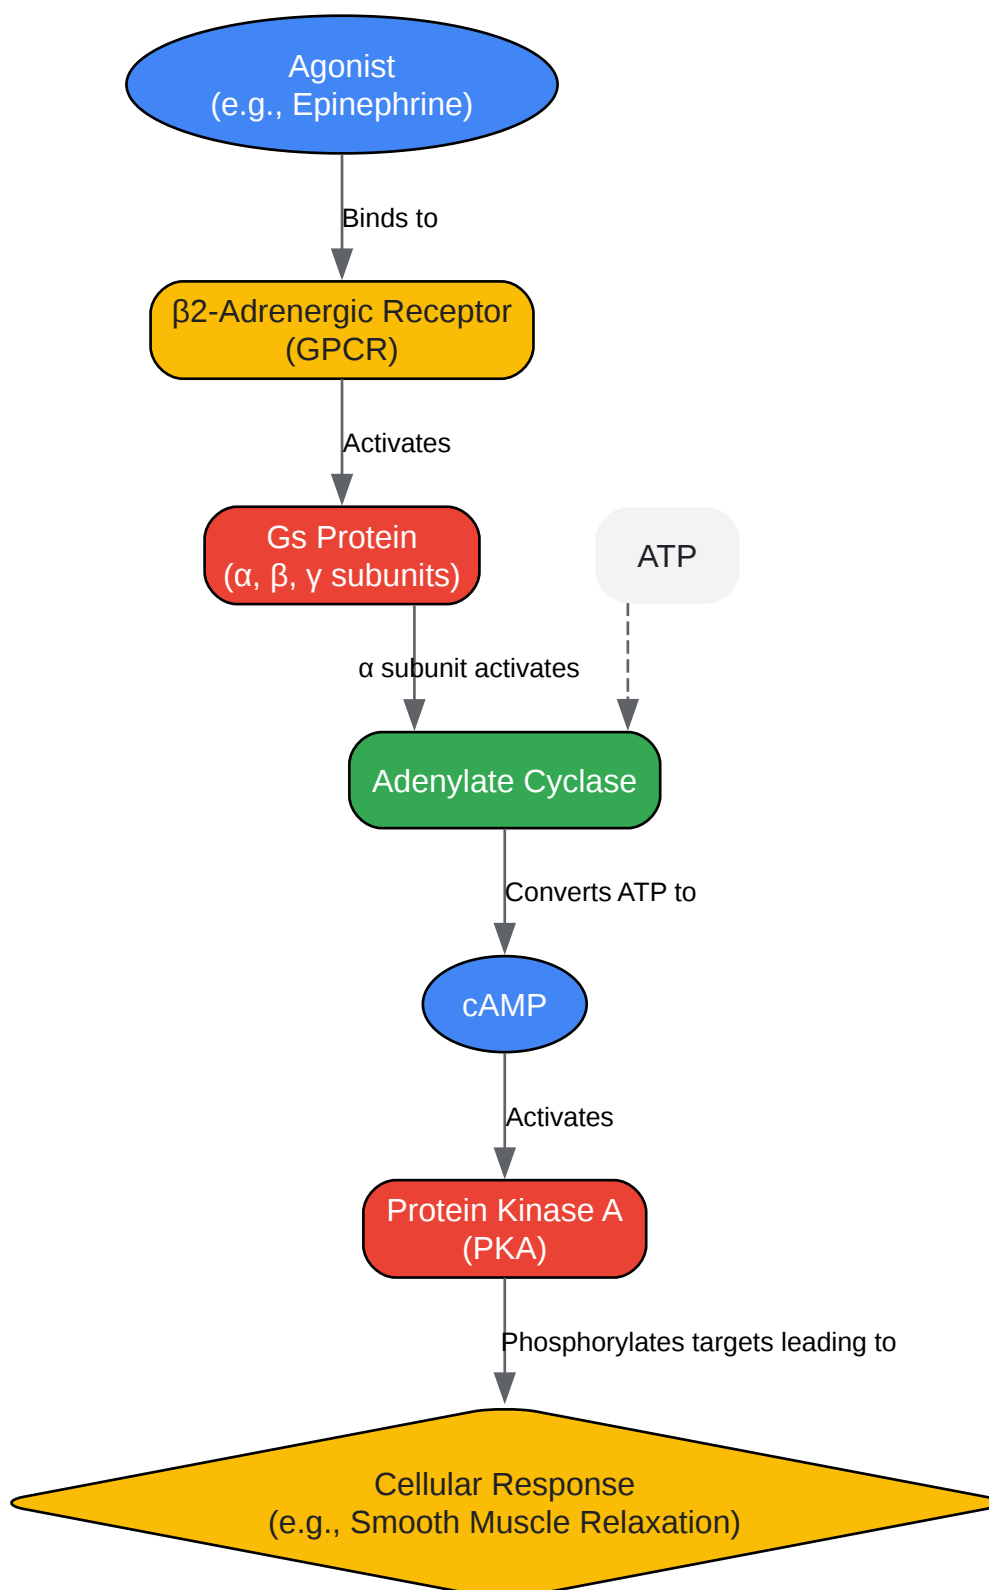 Agonist
(e.g., Epinephrine)
Binds to
β2-Adrenergic Receptor
(GPCR)
Activates
Gs Protein
(α, β, γ subunits)
ATP
α subunit activates
Adenylate Cyclase
Converts ATP to
cAMP
Activates
Protein Kinase A
(PKA)
Phosphorylates targets leading to
Cellular Response
(e.g., Smooth Muscle Relaxation)